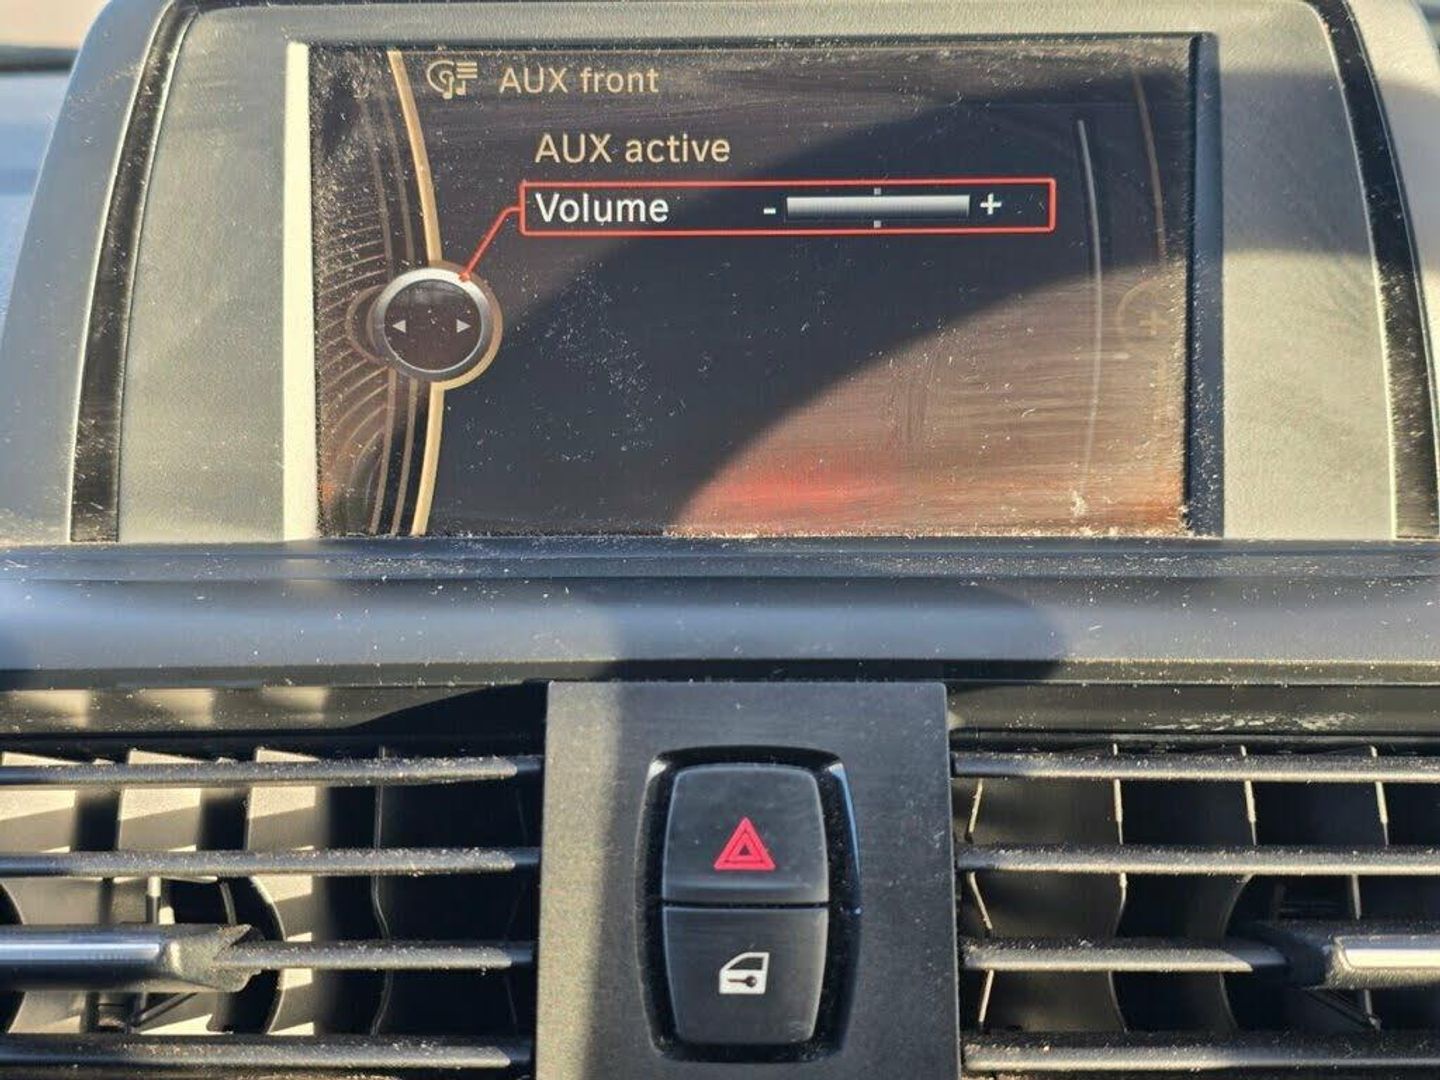 AUX front
AUX active
Volume - +